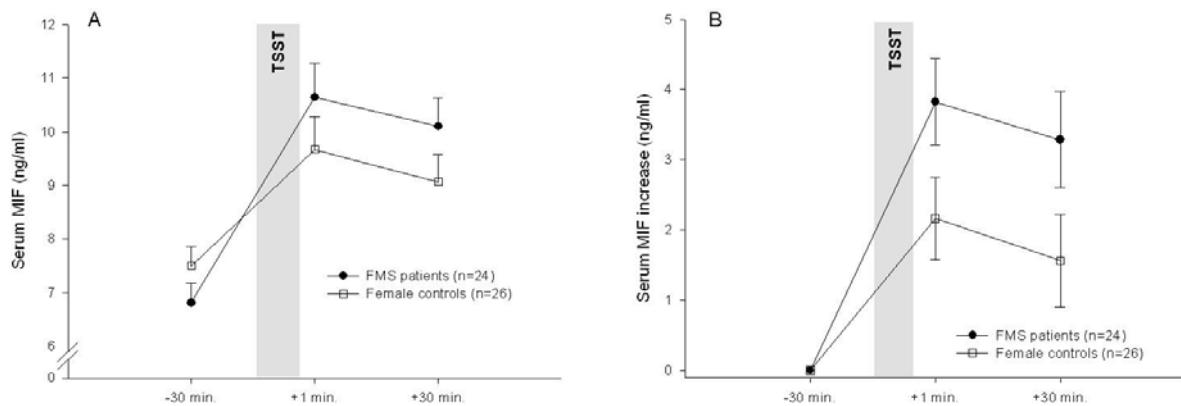 A
Serum MIF (ng/ml)
12
11
10
9
8
7
6
0
TSST
FMS patients (n=24)
Female controls (n=26)
-30 min.
+1 min.
+30 min.
B
Serum MIF increase (ng/ml)
5
4
3
2
1
0
TSST
FMS patients (n=24)
Female controls (n=26)
-30 min.
+1 min.
+30 min.